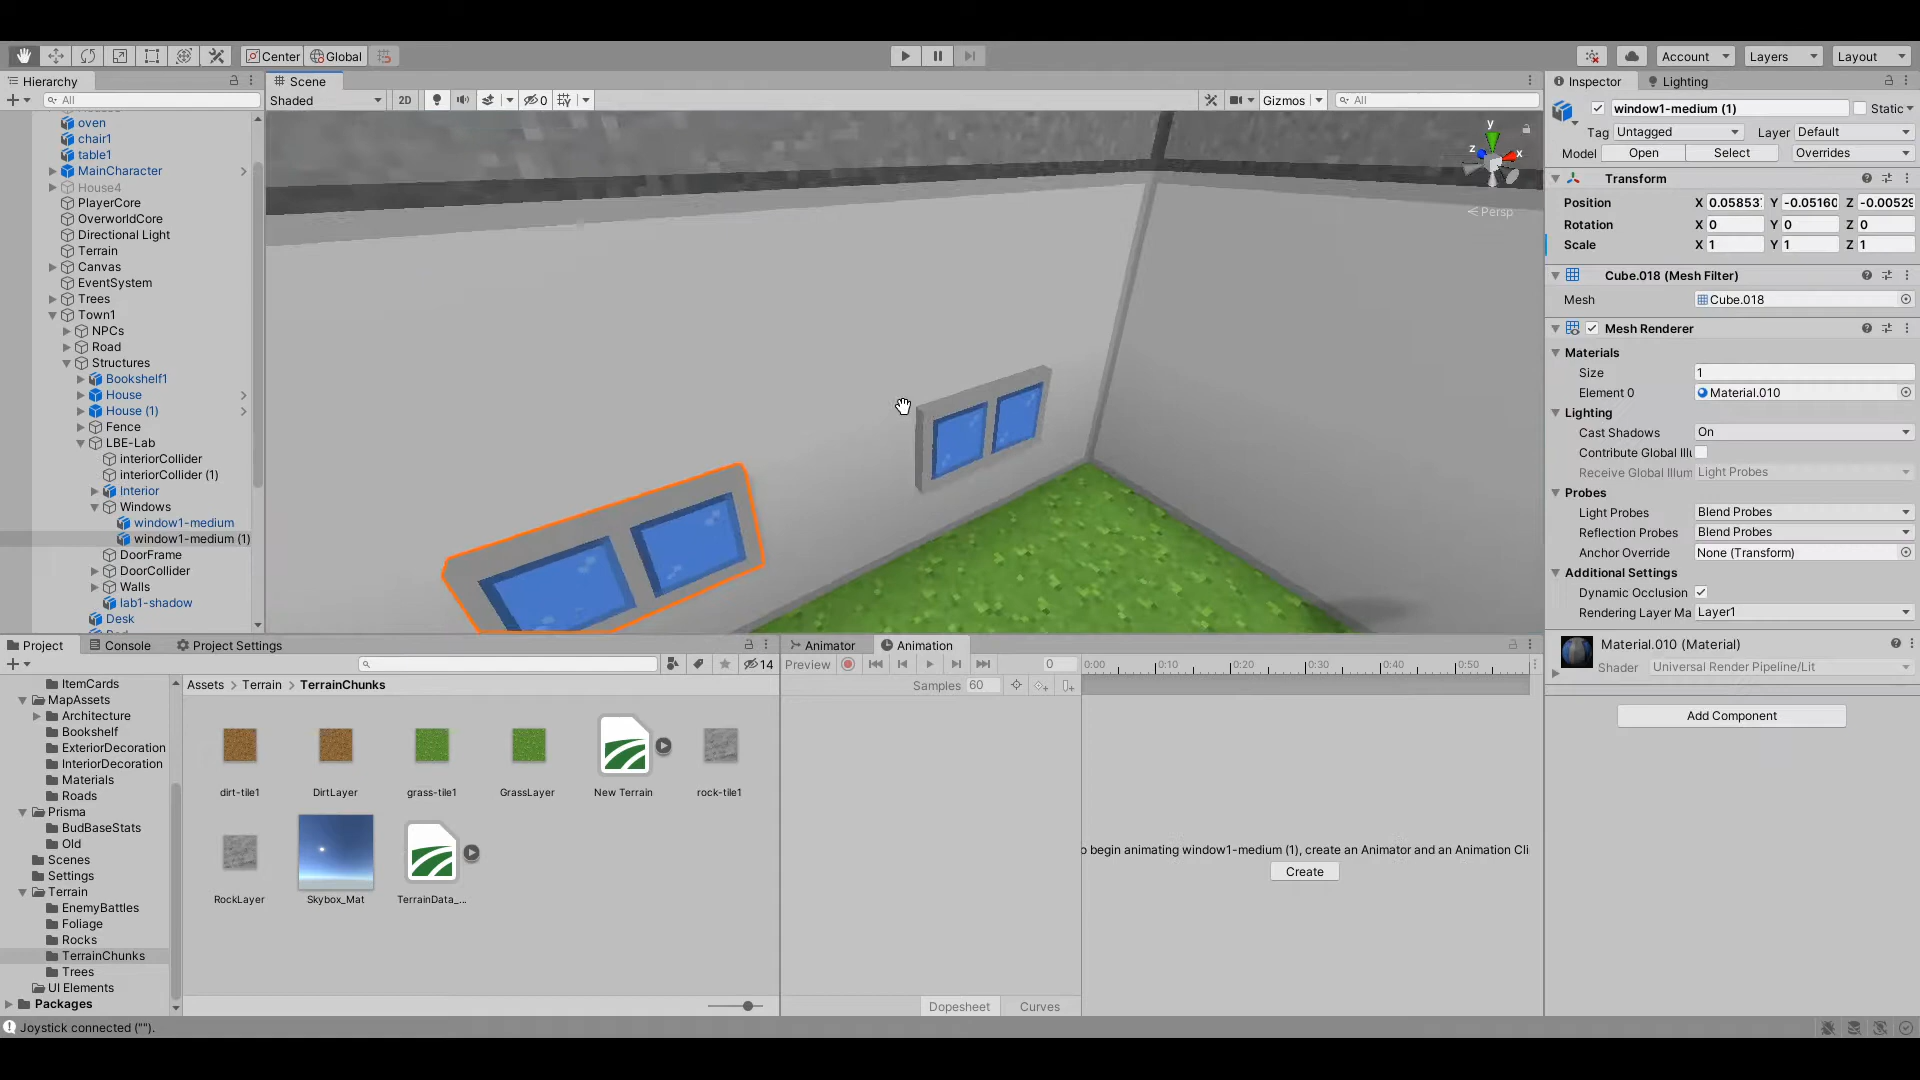 Center
Global
Account
Layers
Layout
Hierarchy
All
oven
chair1
table1
MainCharacter
House4
PlayerCore
OverworldCore
Directional Light
Terrain
Canvas
EventSystem
Trees
Town1
NPCs
Road
Structures
Bookshelf1
House
House (1)
Fence
LBE-Lab
interiorCollider
interiorCollider (1)
Interior
Windows
window1-medium
window1-medium (1)
DoorFrame
DoorCollider
Walls
lab1-shadow
Desk
Scene
Shaded
2D
0
Gizmos
All
y
z
x
Persp
Inspector
Lighting
window1-medium (1)
Static
Tag Untagged
Layer Default
Model Open Select Overrides
Transform
Position X 0.05853 Y -0.0516 Z -0.0052
Rotation X 0 Y 0 Z 0
Scale X 1 Y 1 Z 1
Cube.018 (Mesh Filter)
Mesh Cube.018
Mesh Renderer
Materials
Size 1
Element 0 Material.010
Lighting
Cast Shadows On
Contribute Global Illu
Receive Global Illum Light Probes
Probes
Light Probes Blend Probes
Reflection Probes Blend Probes
Anchor Override None (Transform)
Additional Settings
Dynamic Occlusion
Rendering Layer Ma Layer1
Material.010 (Material)
Shader Universal Render Pipeline/Lit
Add Component
Project
Console
Project Settings
14
ItemCards
MapAssets
Architecture
Bookshelf
ExteriorDecoration
InteriorDecoration
Materials
Roads
Prisma
BudBaseStats
Old
Scenes
Settings
Terrain
EnemyBattles
Foliage
Rocks
TerrainChunks
Trees
UI Elements
Packages
Assets > Terrain > TerrainChunks
dirt-tile1
DirtLayer
grass-tile1
GrassLayer
New Terrain
rock-tile1
RockLayer
Skybox_Mat
TerrainData_...
Animator
Animation
Preview
0
0:00 0:10 0:20 0:30 0:40 0:50
Samples 60
o begin animating window1-medium (1), create an Animator and an Animation Cli
Create
Dopesheet
Curves
Joystick connected ("").